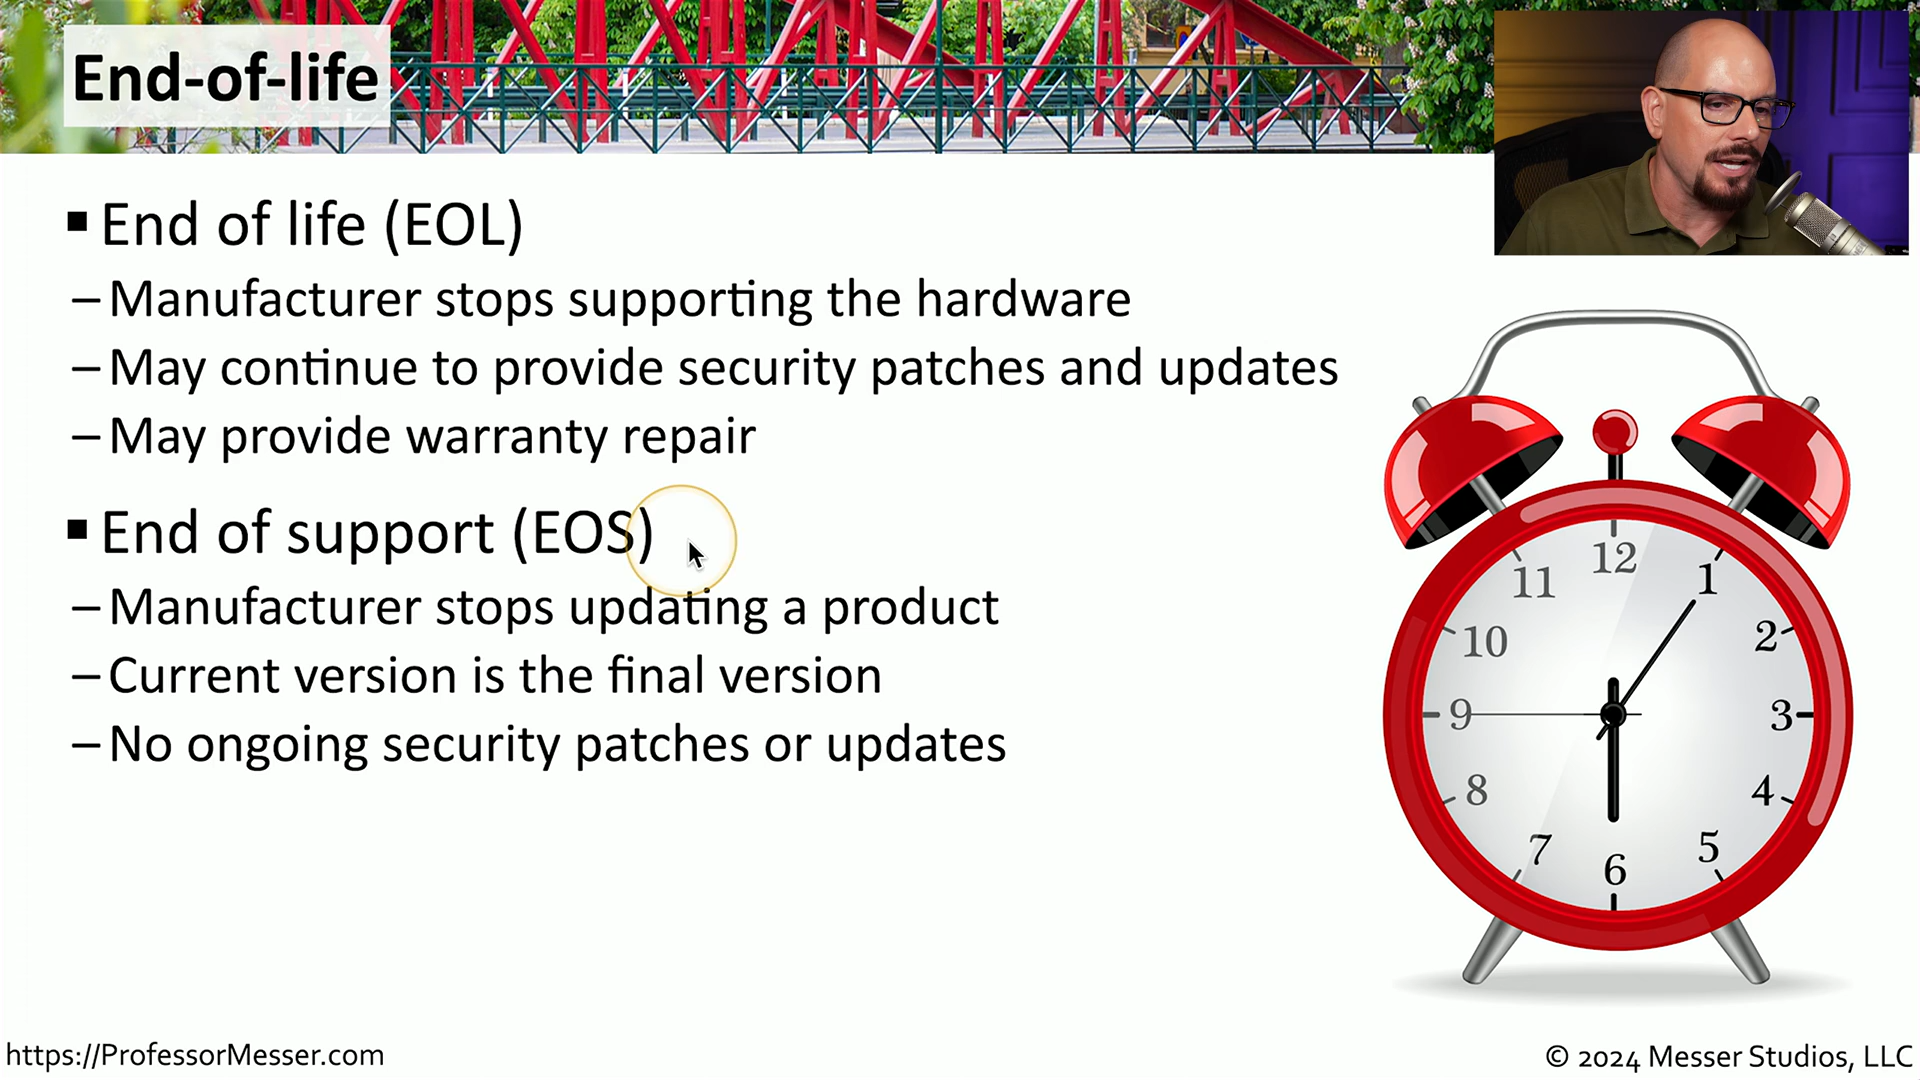 End-of-life
▪ End of life (EOL)
– Manufacturer stops supporting the hardware
– May continue to provide security patches and updates
– May provide warranty repair
▪ End of support (EOS)
– Manufacturer stops updating a product
– Current version is the final version
– No ongoing security patches or updates
12
11
1
10
2
9
3
8
4
7
5
6
https://ProfessorMesser.com
© 2024 Messer Studios, LLC